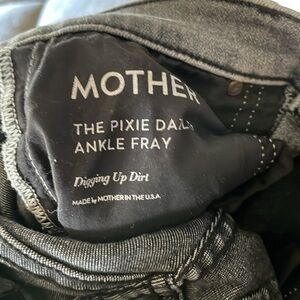 MOTHER
THE PIXIE
ANKLE FRAY
Digging Up Dirt
MADE by MOTHER IN THE U.S.A.